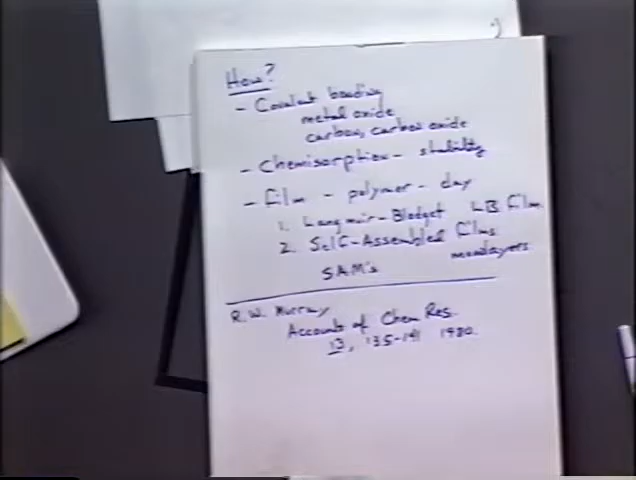 How?
- Covalent bonding
metal oxide
carbon, carbon oxide
- Chemisorption - stability
- Film - polymer - clay
1. Langmuir-Blodget LB film
2. Self-Assembled films
monolayers
SAM's
R.W. Murray
Accounts of Chem Res.
13, 135-141 1980.